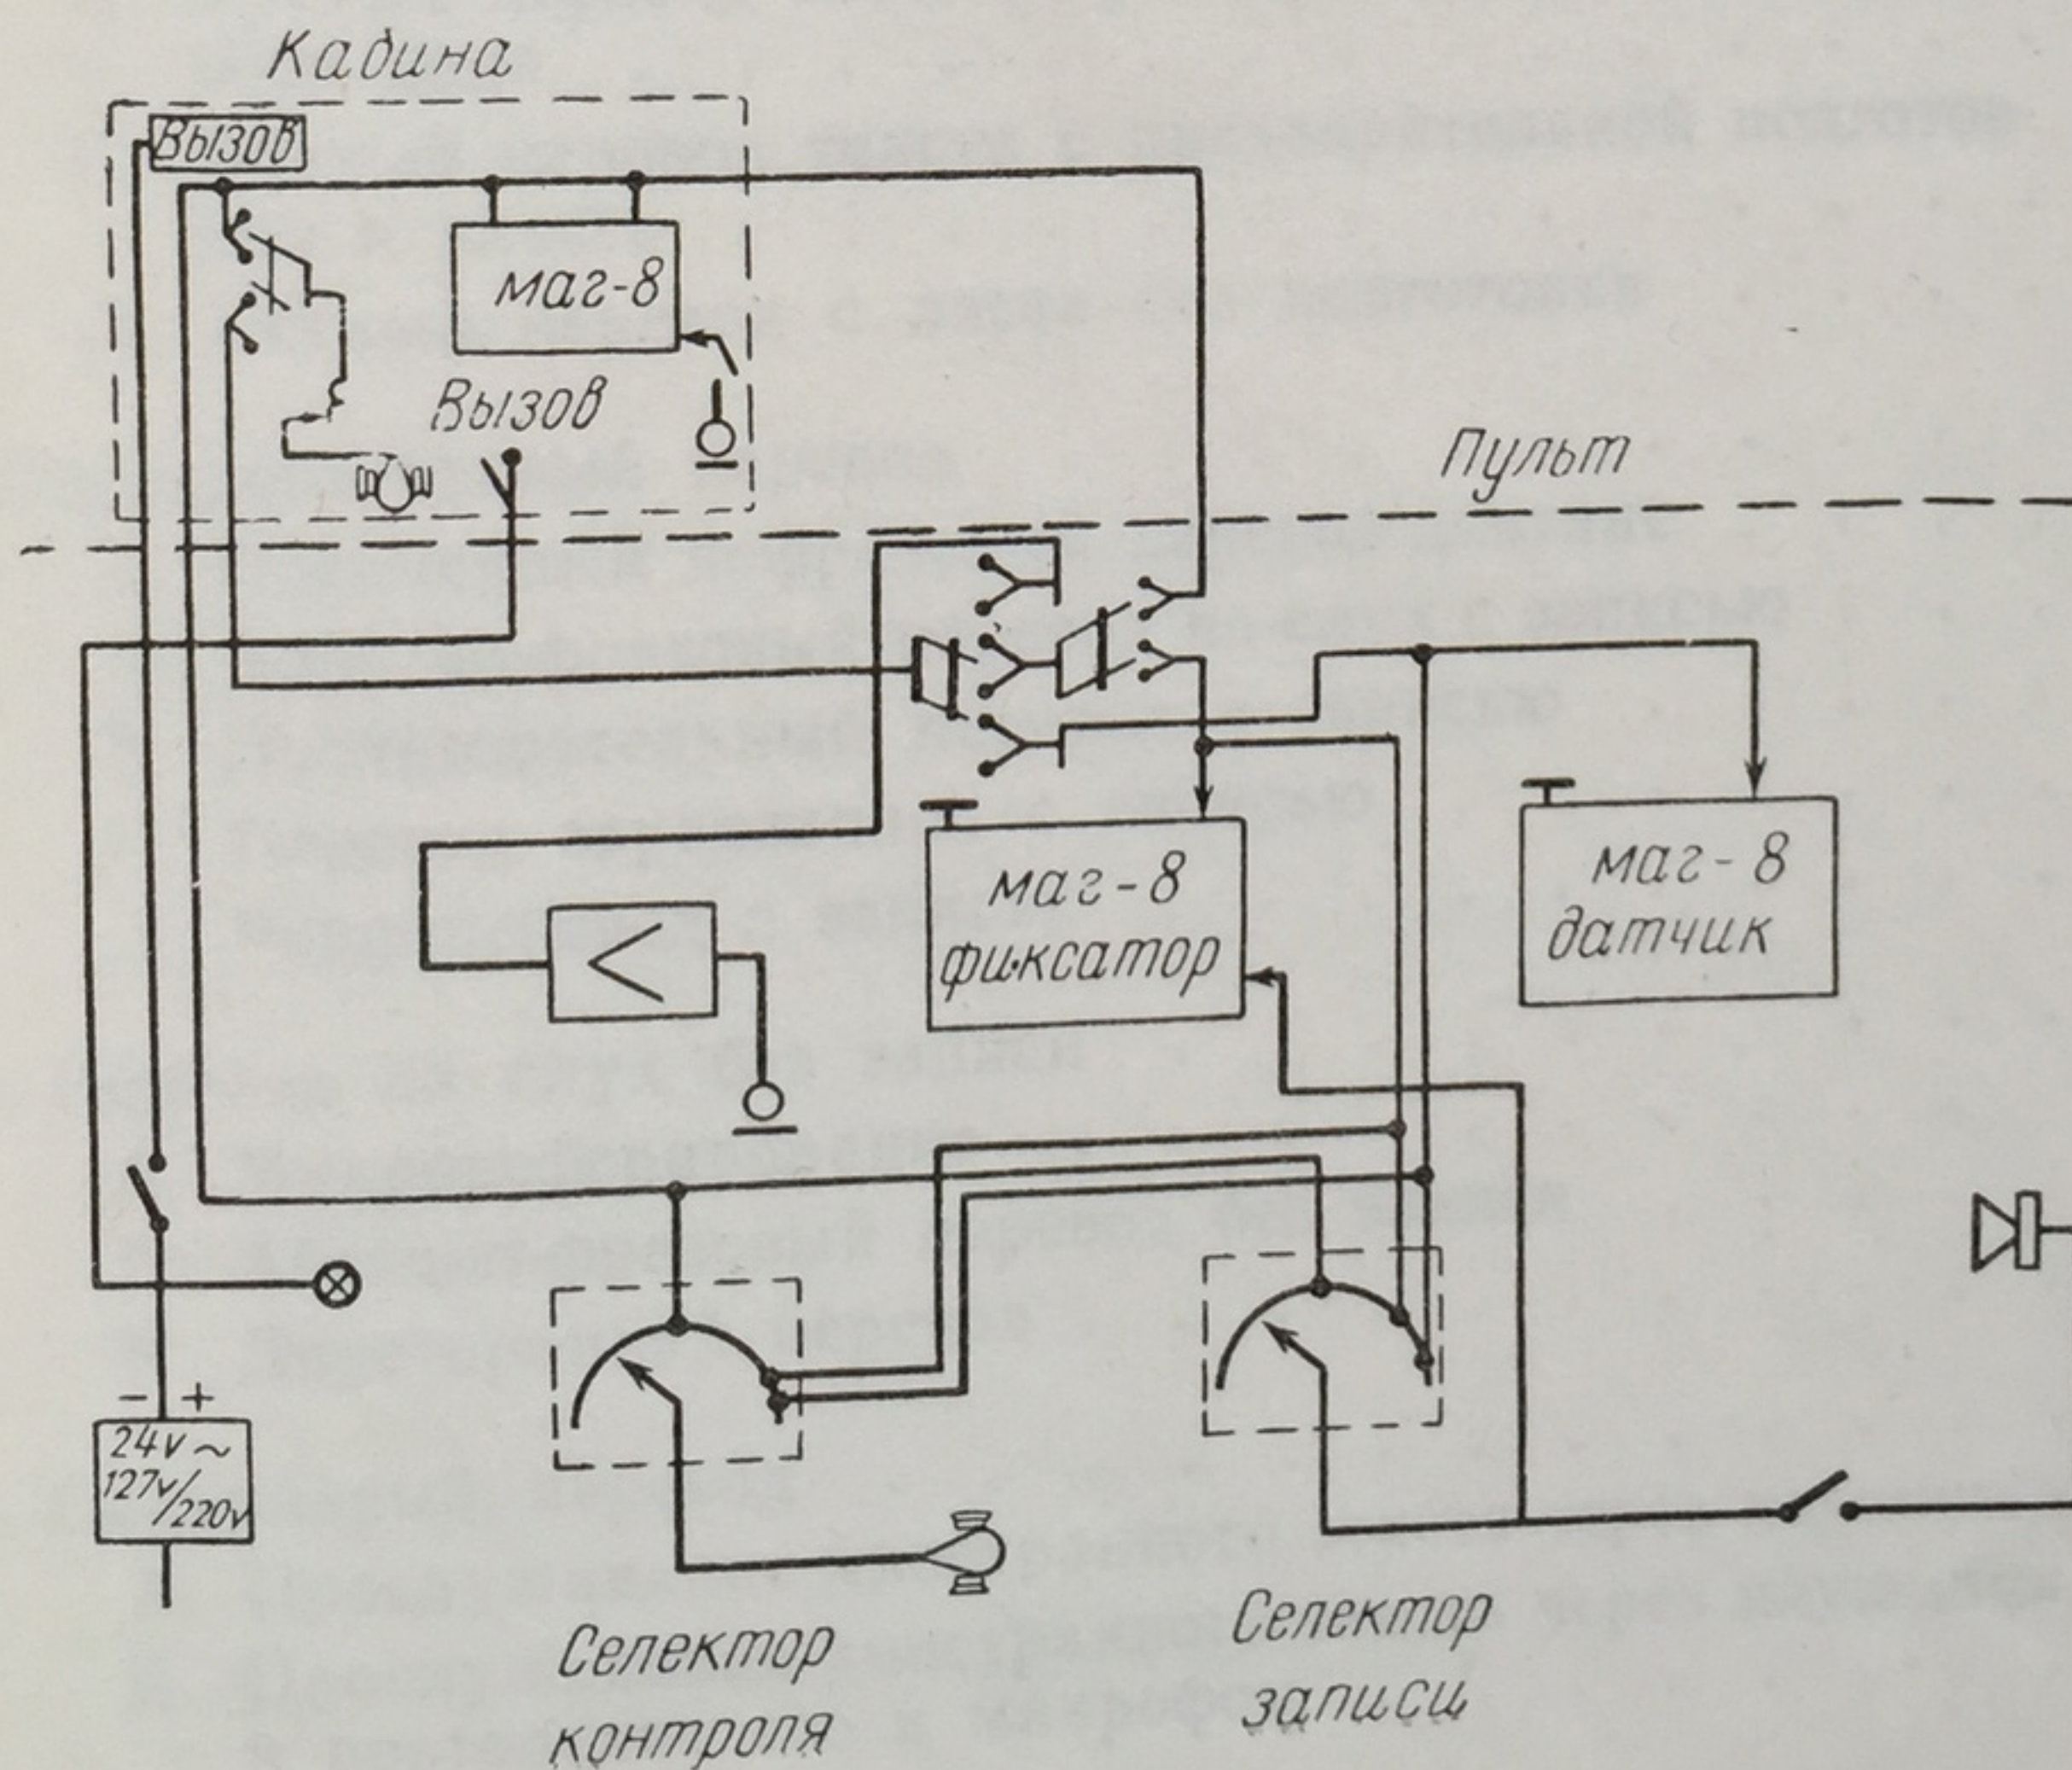 Кабина
Вызов
маг-8
Вызов
Пульт
маг-8
фиксатор
маг-8
датчик
- +
24v ~
127v/220v
Селектор
контроля
Селектор
записи